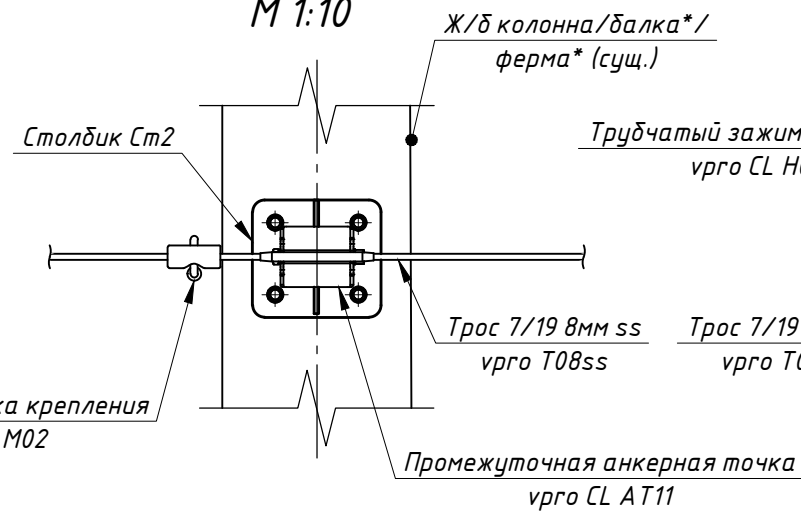 М 1:10
Ж/б колонна/балка*/
ферма* (сущ.)
Столбик Ст2
Трубчатый зажим
vpro CL
Трос 7/19 8мм ss
vpro T08ss
Трос 7/19
vpro
крепления
M02
Промежуточная анкерная точка
vpro CL AT11